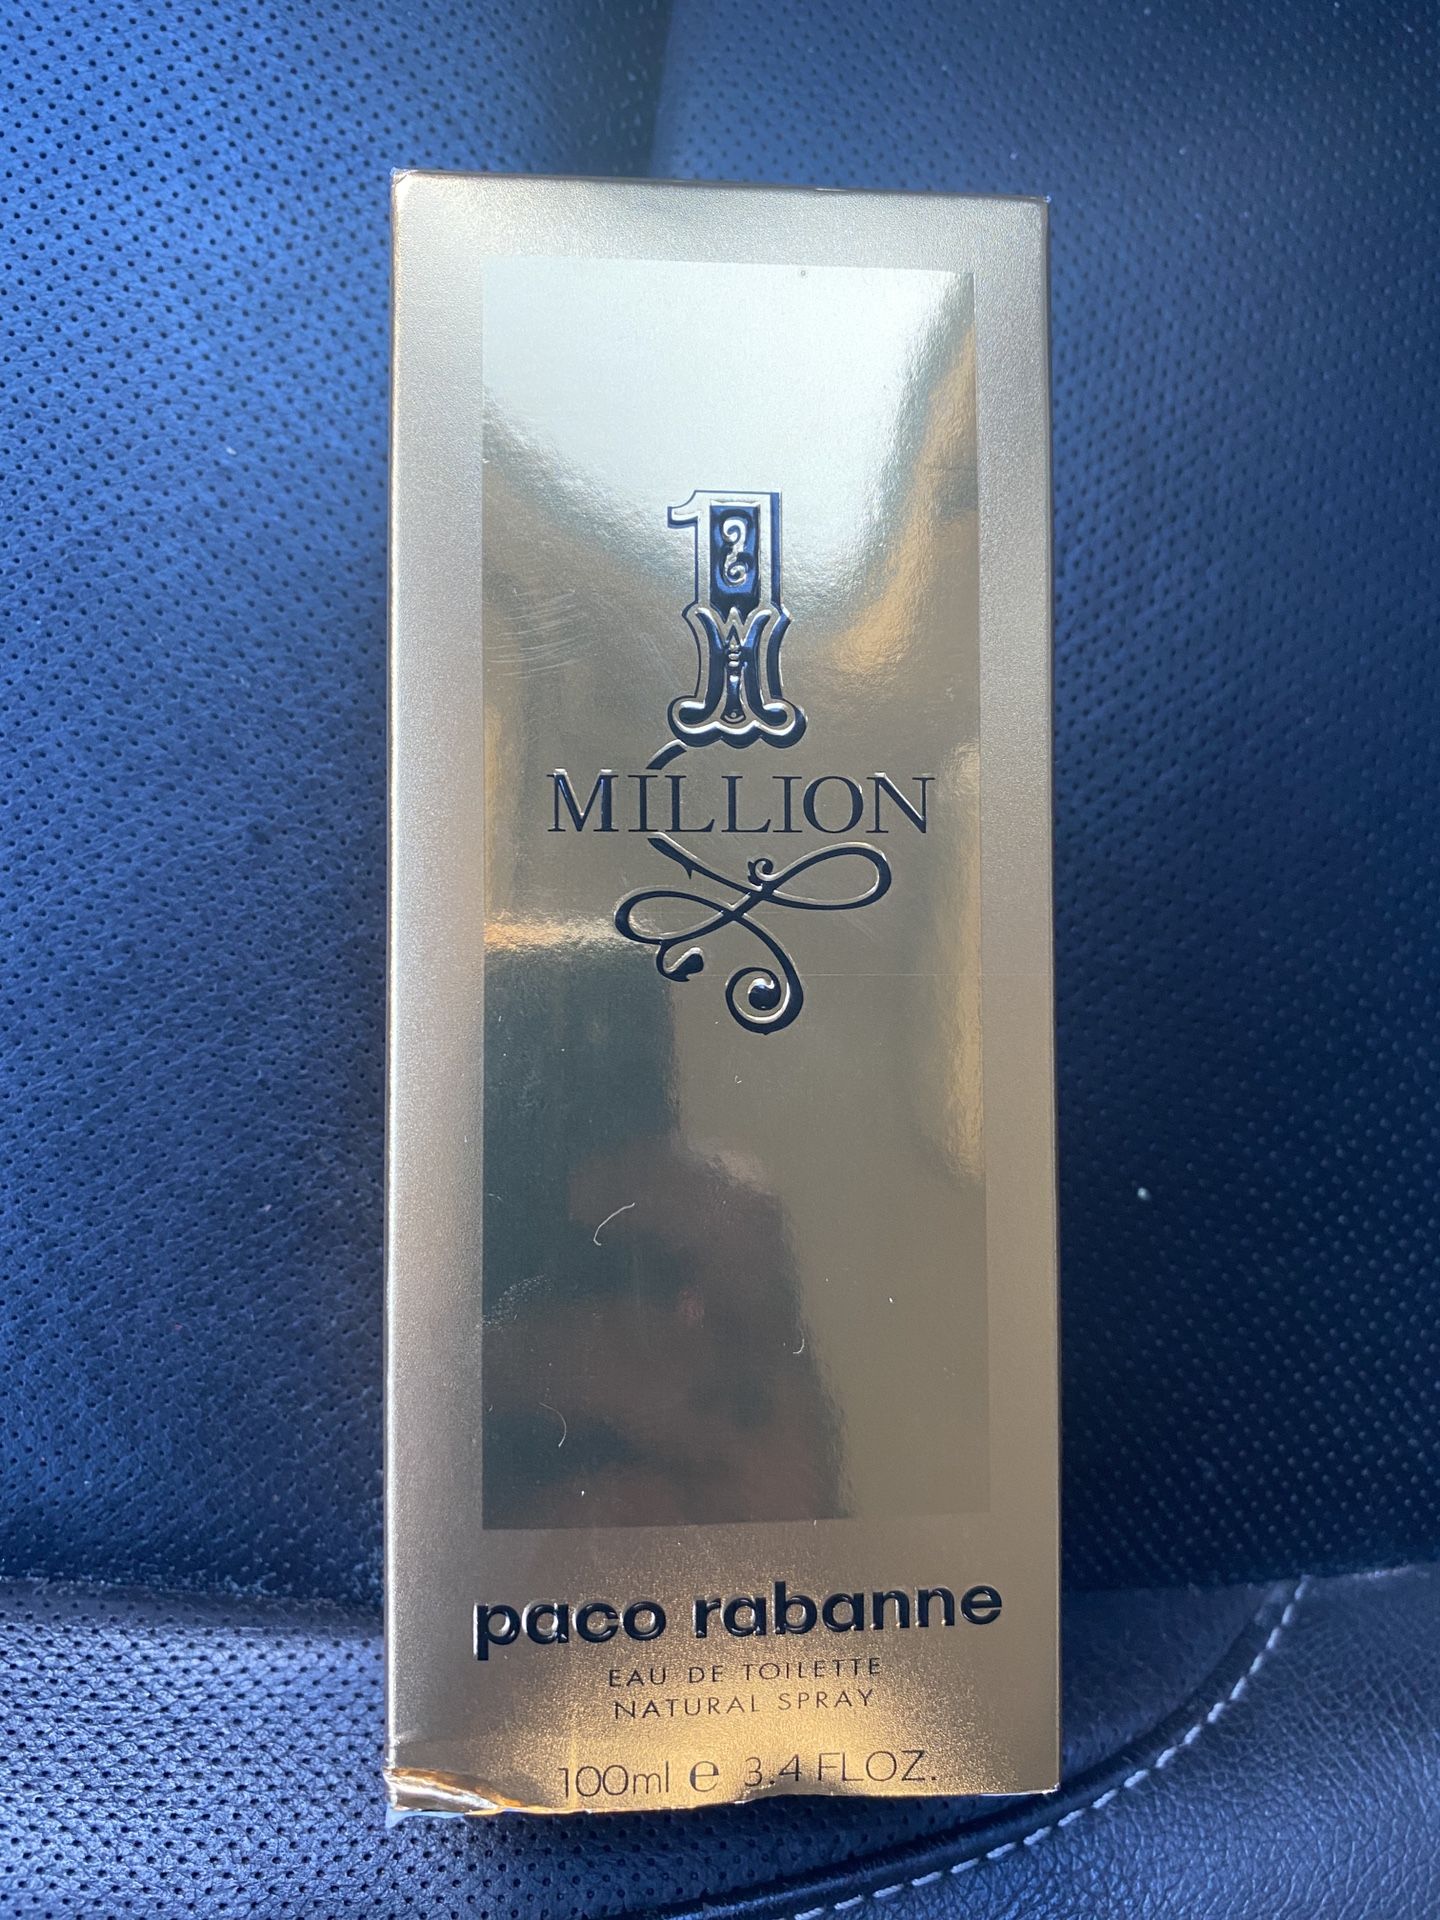 1
MILLION
paco rabanne
EAU DE TOILETTE
NATURAL SPRAY
100ml e 3.4 FL.OZ.